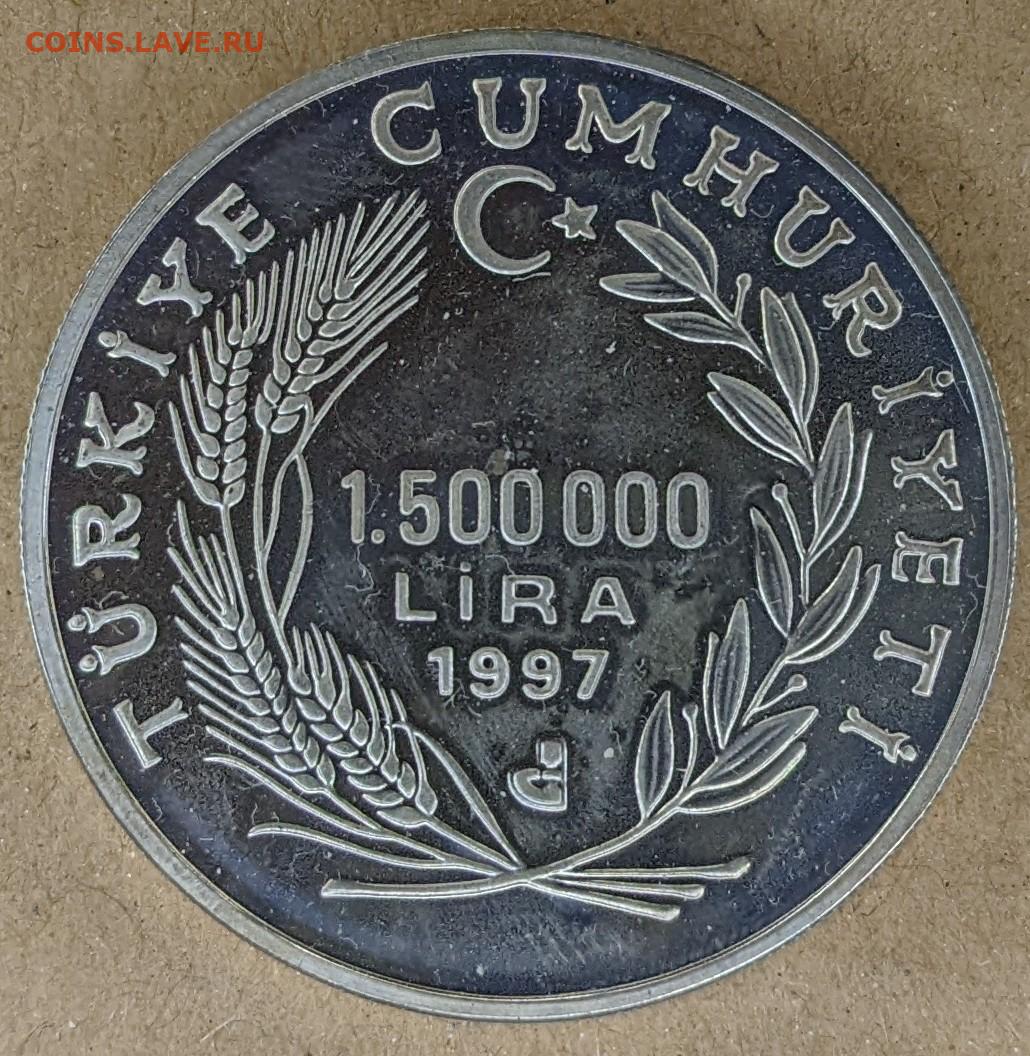 COINS.LAVE.RU
TÜRKİYE CUMHURİYETİ
1.500 000
LİRA
1997